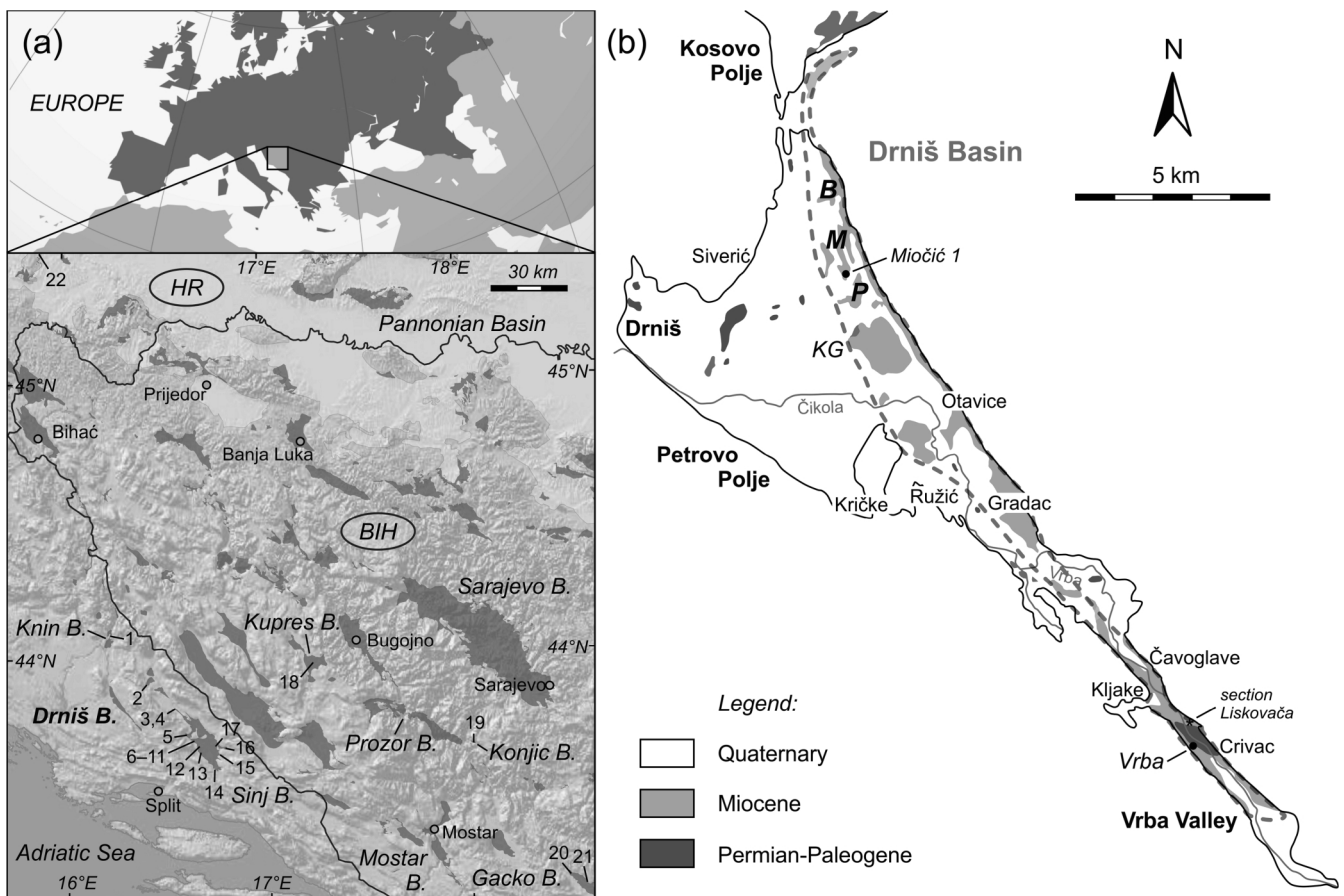 (a)
EUROPE
17°E
18°E
30 km
22
HR
Pannonian Basin
45°N
45°N
Prijedor
Bihać
Banja Luka
BIH
Sarajevo B.
Knin B.
1
Kupres B.
Bugojno
44°N
44°N
18
Sarajevo
2
Drniš B.
3,4
17
19
5
16
Prozor B.
Konjic B.
6–11
15
12
13
14
Sinj B.
Split
Mostar
Adriatic Sea
Mostar
B.
20
21
Gacko B.
16°E
17°E
(b)
Kosovo
Polje
N
Drniš Basin
5 km
B
M
Siverić
Miočić 1
P
Drniš
KG
Otavice
Čikola
Petrovo
Polje
Kričke
Ružić
Gradac
Vrba
Čavoglave
Kljake
section
Liskovača
Crivac
Vrba
Vrba Valley
Legend:
Quaternary
Miocene
Permian-Paleogene